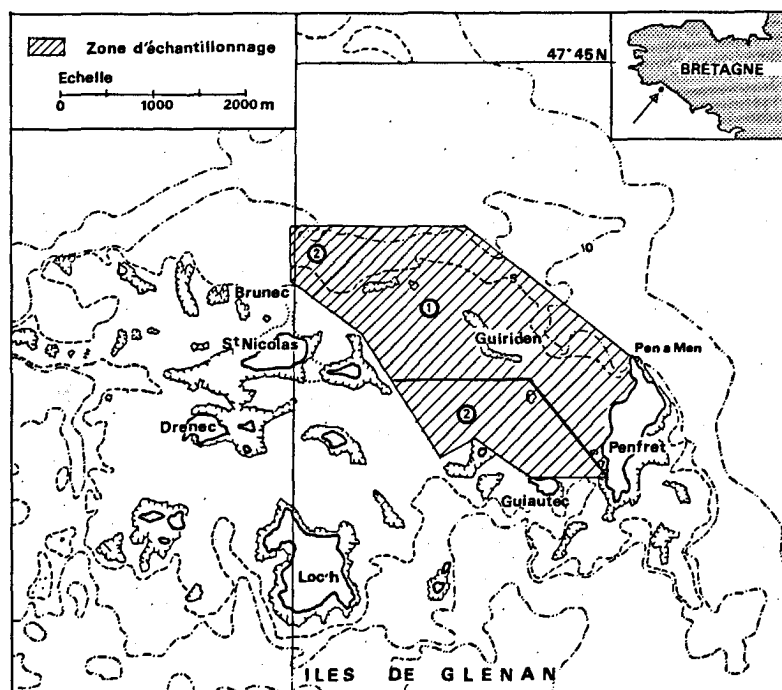 Zone d'échantillonnage
Echelle
0 1000 2000 m
47°45 N
BRETAGNE
10
5
2
1
Brunec
St Nicolas
Guiriden
Pen a Men
2
Drenec
Penfret
Guiautec
Loc'h
ILES DE GLENAN